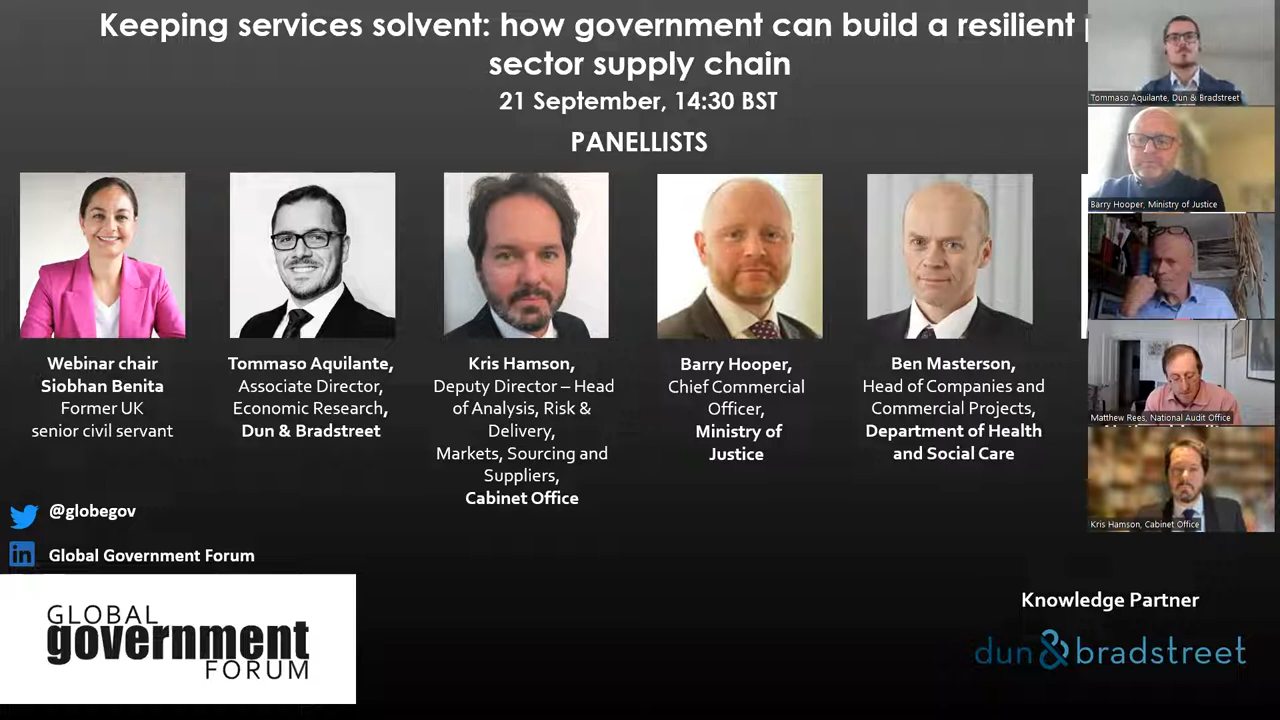 Keeping services solvent: how government can build a resilient
sector supply chain
21 September, 14:30 BST
PANELLISTS
Webinar chair
Siobhan Benita
Former UK
senior civil servant
Tommaso Aquilante,
Associate Director,
Economic Research,
Dun & Bradstreet
Kris Hamson,
Deputy Director – Head
of Analysis, Risk &
Delivery,
Markets, Sourcing and
Suppliers,
Cabinet Office
Barry Hooper,
Chief Commercial
Officer,
Ministry of
Justice
Ben Masterson,
Head of Companies and
Commercial Projects,
Department of Health
and Social Care
Tommaso Aquilante, Dun & Bradstreet
Barry Hooper, Ministry of Justice
Matthew Rees, National Audit Office
Kris Hamson, Cabinet Office
@globegov
in
Global Government Forum
GLOBAL
government
FORUM
Knowledge Partner
dun & bradstreet